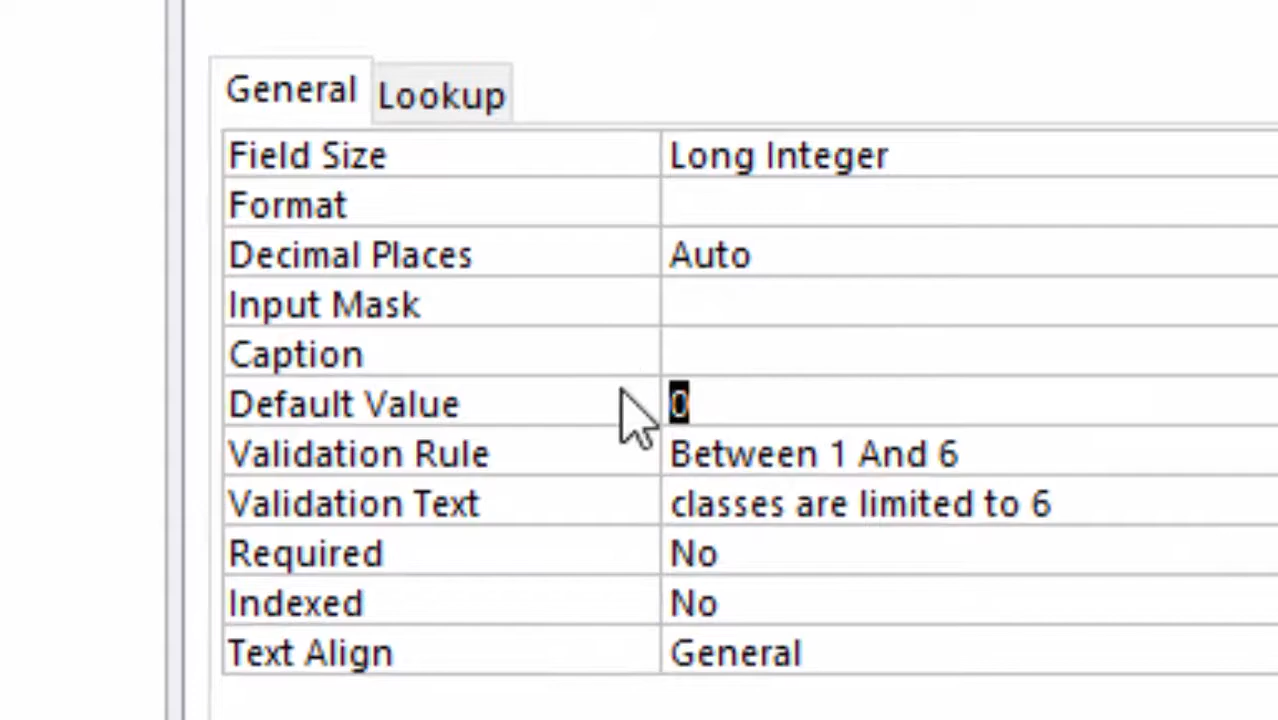 General Lookup
Field Size Long Integer
Format
Decimal Places Auto
Input Mask
Caption
Default Value 0
Validation Rule Between 1 And 6
Validation Text classes are limited to 6
Required No
Indexed No
Text Align General